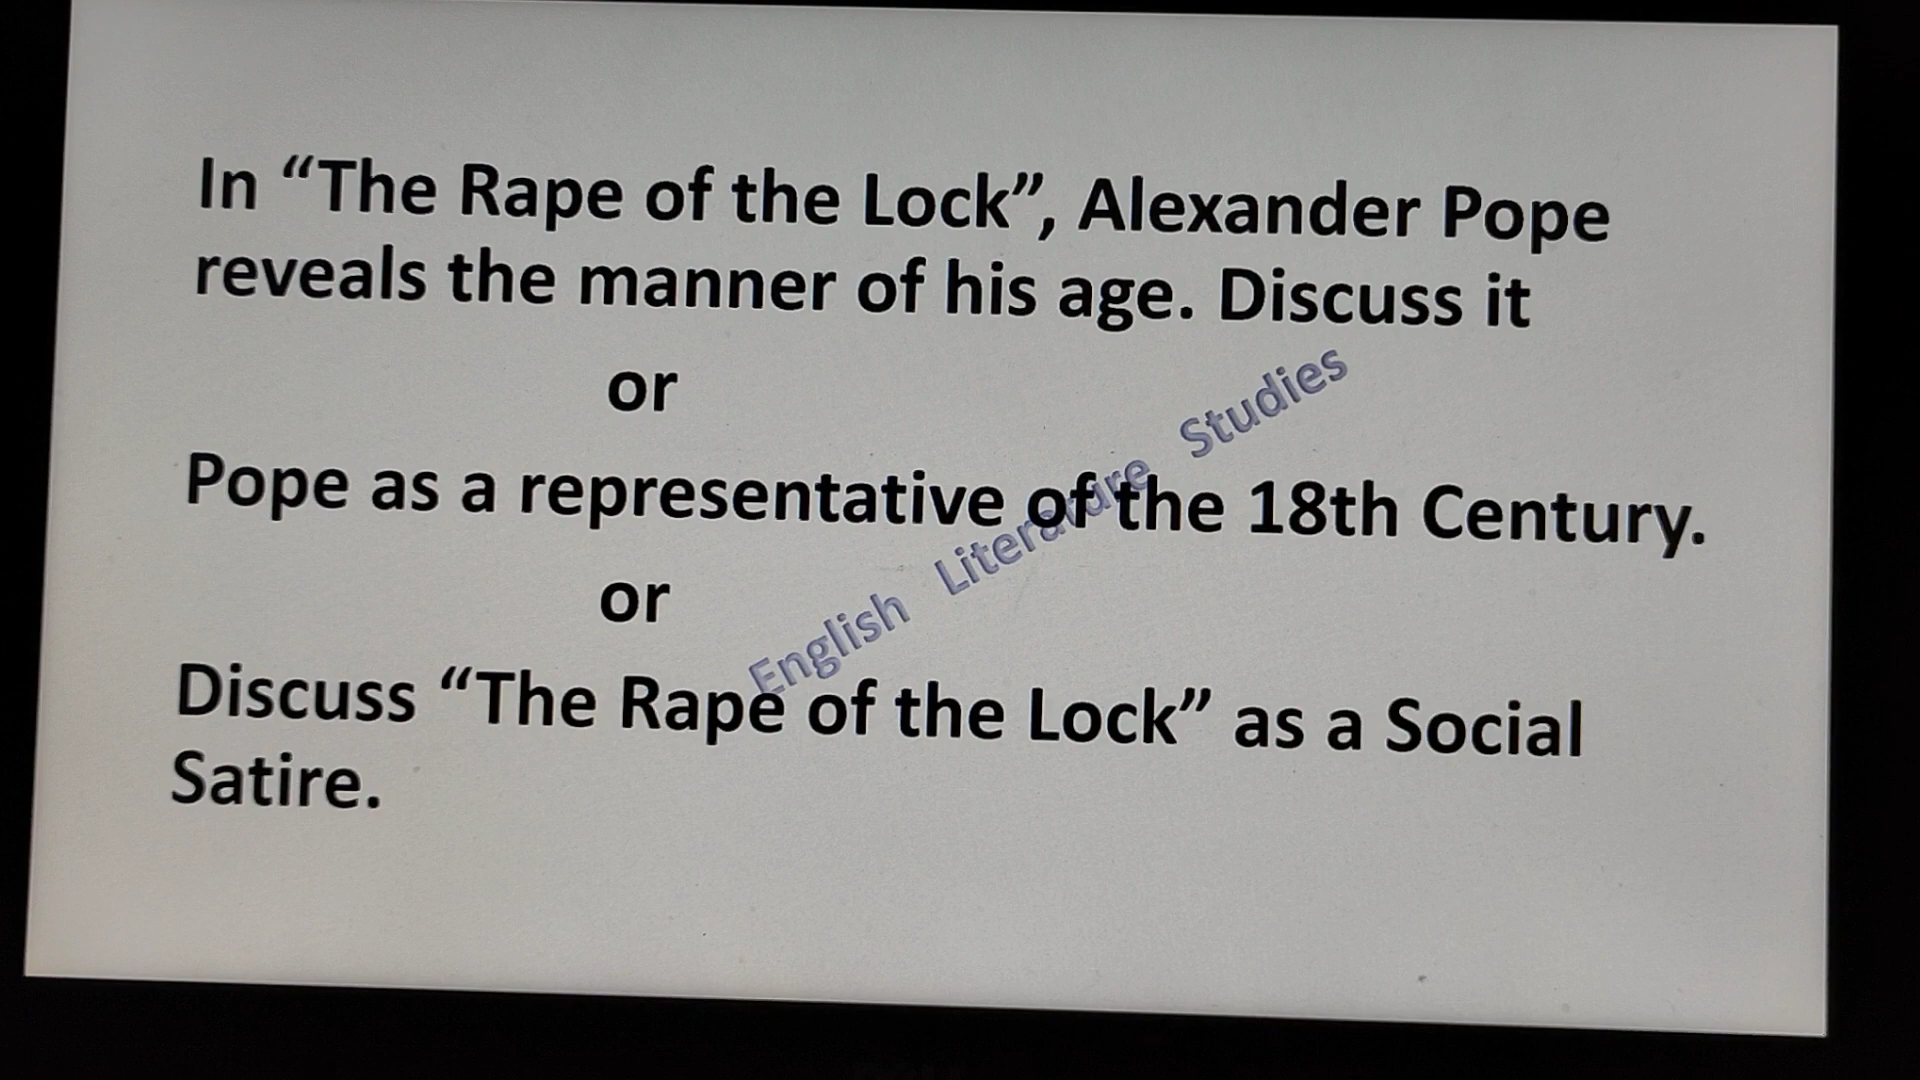 In “The Rape of the Lock”, Alexander Pope
reveals the manner of his age. Discuss it
or
Pope as a representative of the 18th Century.
or
Discuss “The Rape of the Lock” as a Social
Satire.
English Literature Studies